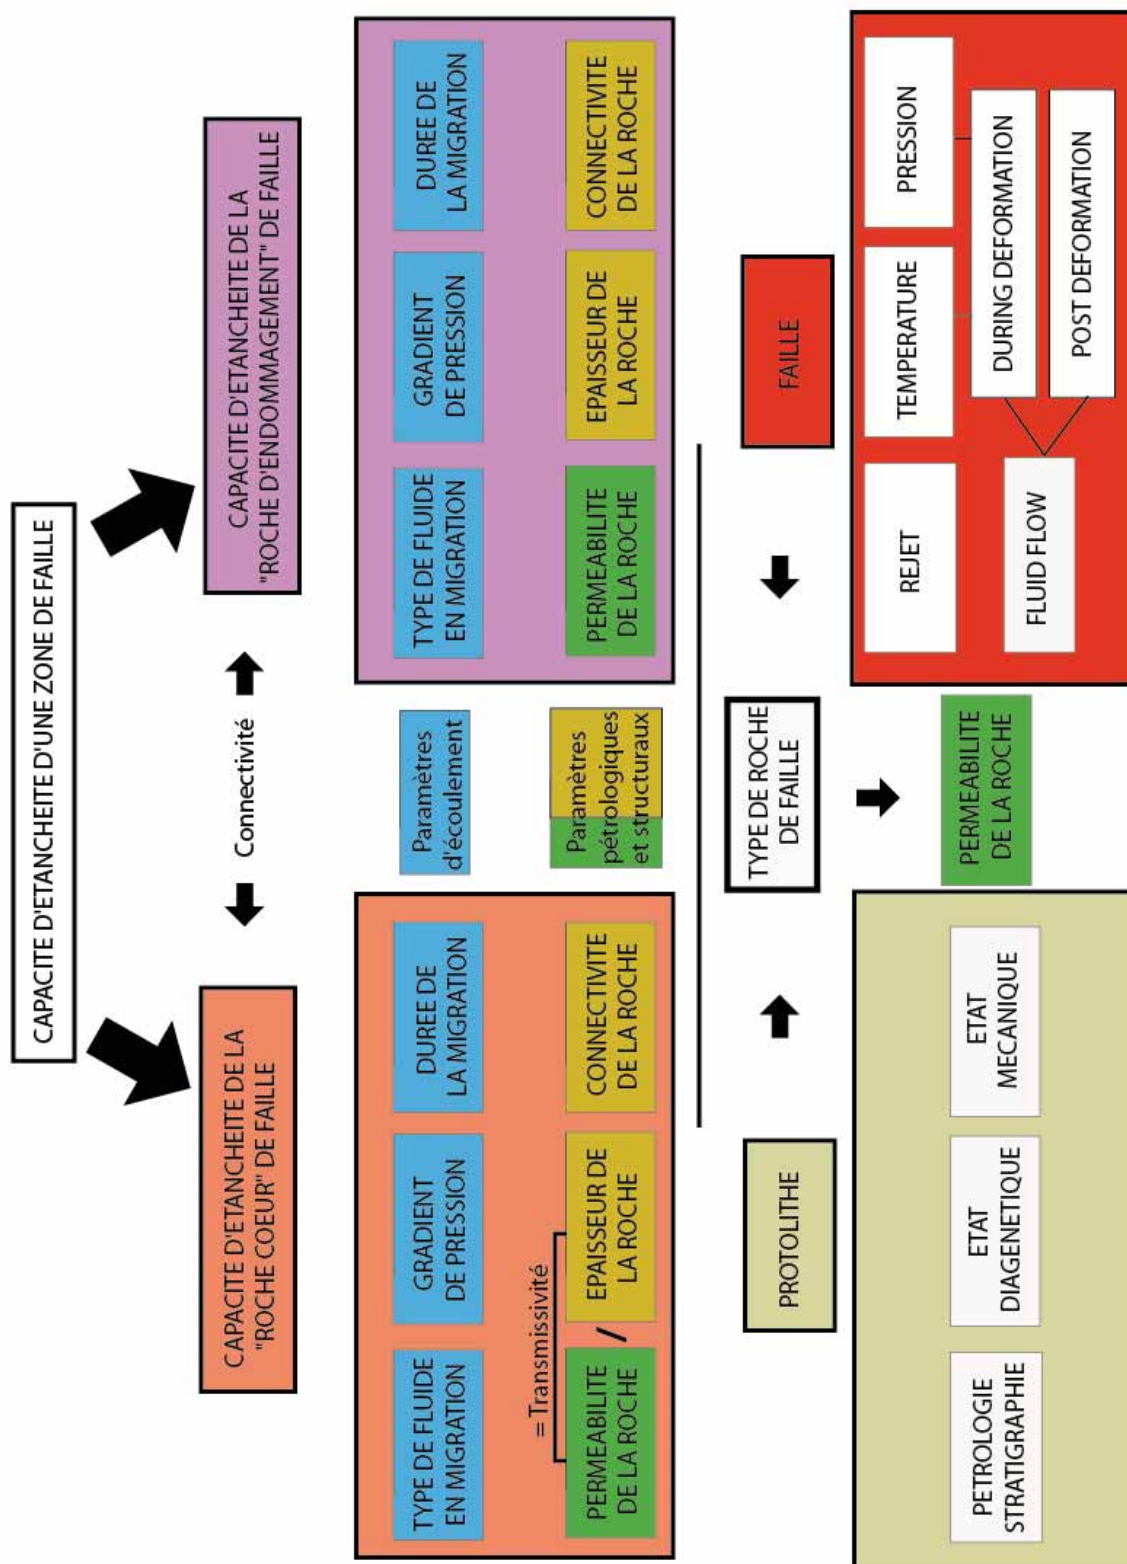 CAPACITE D'ETANCHEITE D'UNE ZONE DE FAILLE
CAPACITE D'ETANCHEITE DE LA
"ROCHE COEUR" DE FAILLE
Connectivité
CAPACITE D'ETANCHEITE DE LA
"ROCHE D'ENDOMMAGEMENT" DE FAILLE
TYPE DE FLUIDE
EN MIGRATION
GRADIENT
DE PRESSION
DUREE DE
LA MIGRATION
= Transmissivité
PERMEABILITE
DE LA ROCHE
/
EPAISSEUR DE
LA ROCHE
CONNECTIVITE
DE LA ROCHE
Paramètres
d'écoulement
Paramètres
pétrologiques
et structuraux
TYPE DE FLUIDE
EN MIGRATION
GRADIENT
DE PRESSION
DUREE DE
LA MIGRATION
PERMEABILITE
DE LA ROCHE
EPAISSEUR DE
LA ROCHE
CONNECTIVITE
DE LA ROCHE
PROTOLITHE
TYPE DE ROCHE
DE FAILLE
FAILLE
PETROLOGIE
STRATIGRAPHIE
ETAT
DIAGENETIQUE
ETAT
MECANIQUE
PERMEABILITE
DE LA ROCHE
REJET
TEMPERATURE
PRESSION
FLUID FLOW
DURING DEFORMATION
POST DEFORMATION